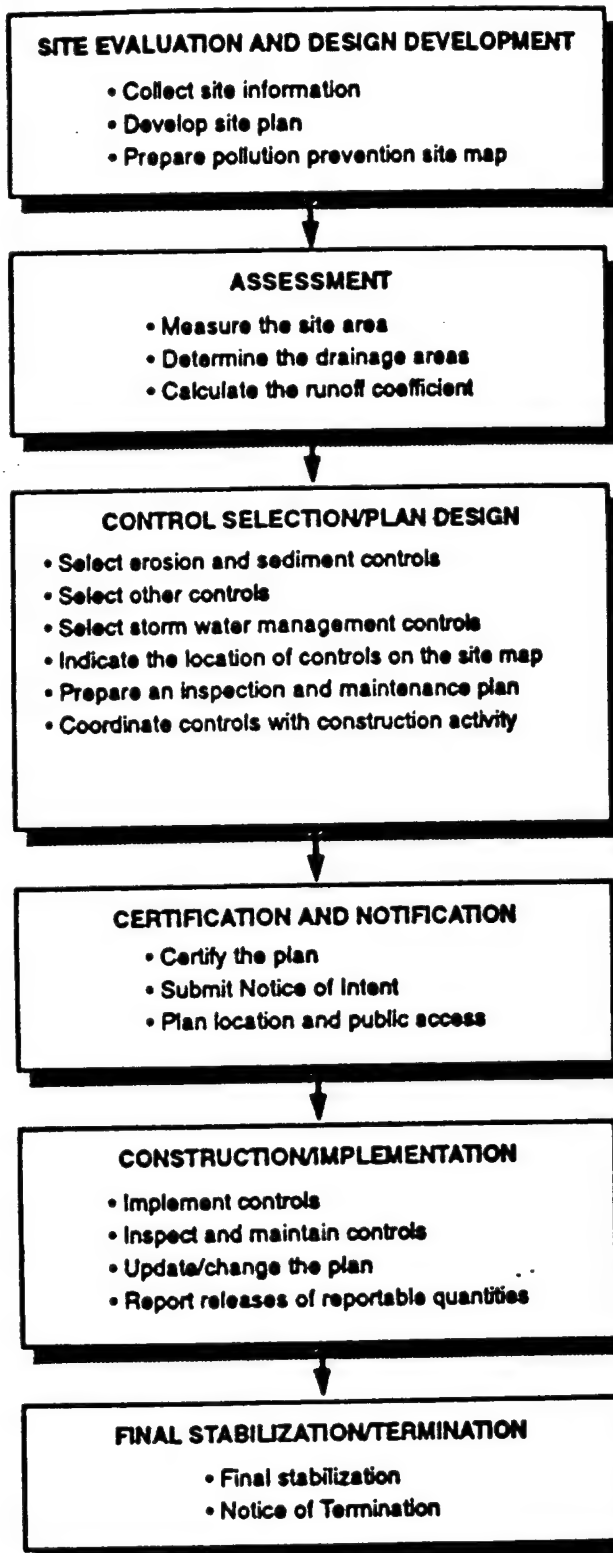 SITE EVALUATION AND DESIGN DEVELOPMENT
• Collect site information
• Develop site plan
• Prepare pollution prevention site map
ASSESSMENT
• Measure the site area
• Determine the drainage areas
• Calculate the runoff coefficient
CONTROL SELECTION/PLAN DESIGN
• Select erosion and sediment controls
• Select other controls
• Select storm water management controls
• Indicate the location of controls on the site map
• Prepare an inspection and maintenance plan
• Coordinate controls with construction activity
CERTIFICATION AND NOTIFICATION
• Certify the plan
• Submit Notice of Intent
• Plan location and public access
CONSTRUCTION/IMPLEMENTATION
• Implement controls
• Inspect and maintain controls
• Update/change the plan
• Report releases of reportable quantities
FINAL STABILIZATION/TERMINATION
• Final stabilization
• Notice of Termination